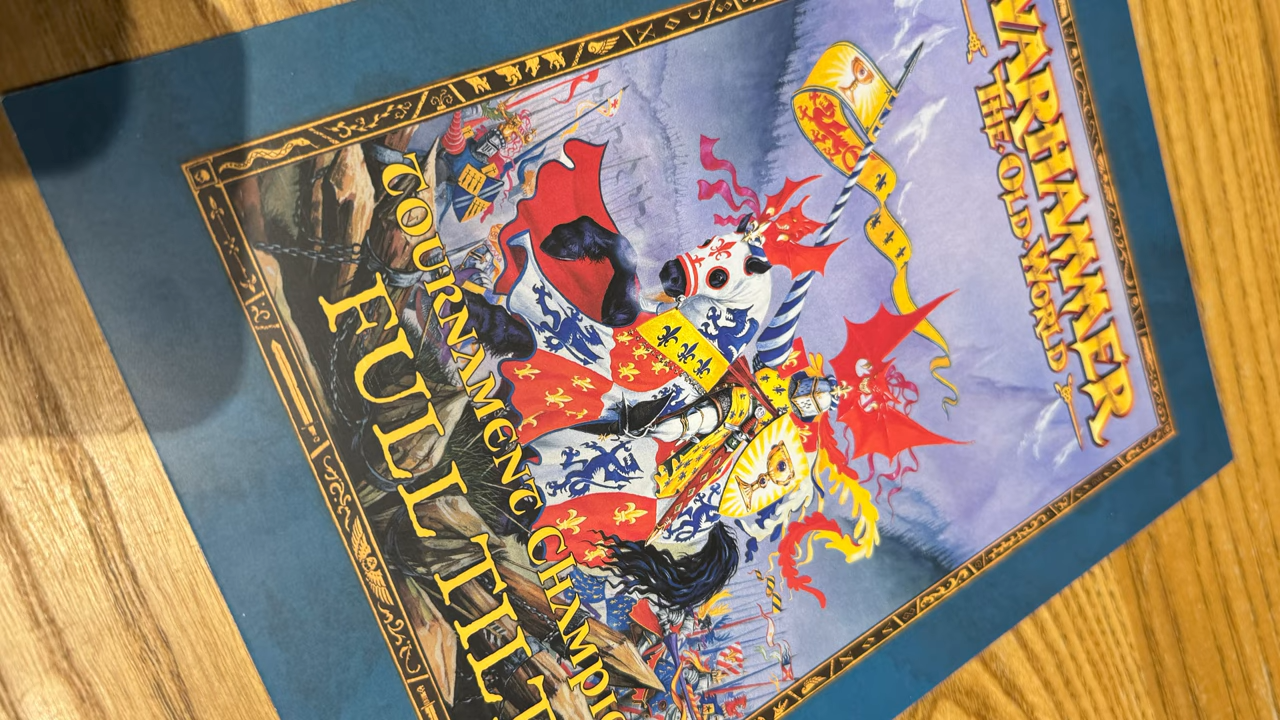 WARHAMMER
THE·OLD·WORLD
TOURNAMENT CHAMPIO
FULL TILT